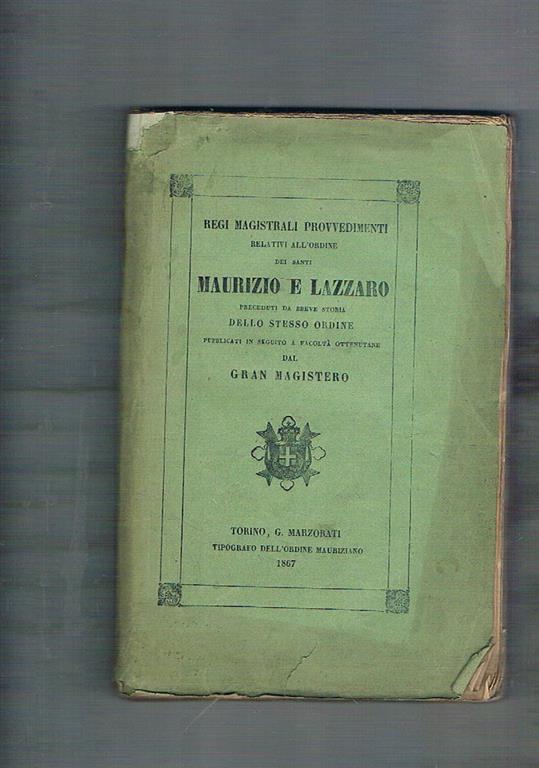 REGI MAGISTRALI PROVVEDIMENTI
RELATIVI ALL'ORDINE
DEI SANTI
MAURIZIO E LAZZARO
PRECEDUTI DA BREVE STORIA
DELLO STESSO ORDINE
PUBBLICATI IN SEGUITO A FACOLTÀ OTTENUTANE
DAL
GRAN MAGISTERO
TORINO, G. MARZORATI
TIPOGRAFO DELL'ORDINE MAURIZIANO
1867